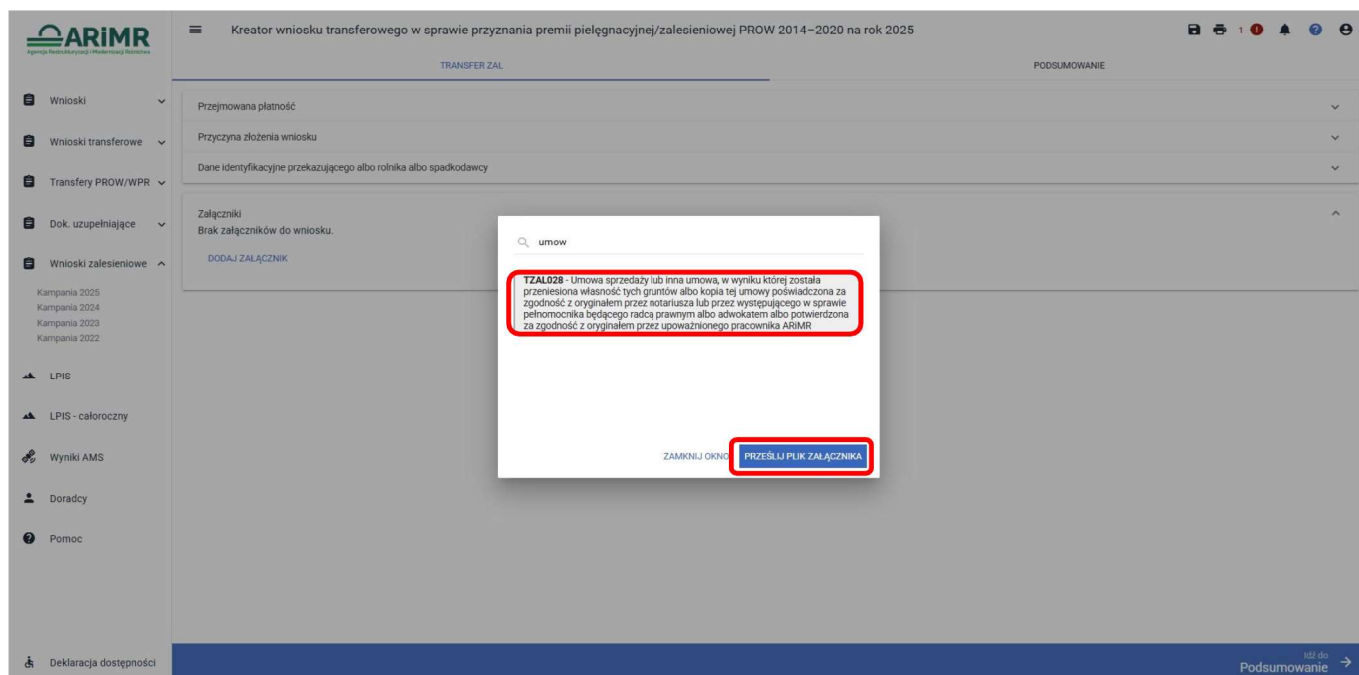 ARiMR
Agencja Restrukturyzacji i Modernizacji Rolnictwa
Kreator wniosku transferowego w sprawie przyznania premii pielęgnacyjnej/zalesieniowej PROW 2014–2020 na rok 2025
1
TRANSFER ZAL
PODSUMOWANIE
Wnioski
Wnioski transferowe
Transfery PROW/WPR
Dok. uzupełniające
Wnioski zalesieniowe
Kampania 2025
Kampania 2024
Kampania 2023
Kampania 2022
LPIS
LPIS - całoroczny
Wyniki AMS
Doradcy
Pomoc
Deklaracja dostępności
Przejmowana płatność
Przyczyna złożenia wniosku
Dane identyfikacyjne przekazującego albo rolnika albo spadkodawcy
Załączniki
Brak załączników do wniosku.
DODAJ ZAŁĄCZNIK
umow
TZAL028 - Umowa sprzedaży lub inna umowa, w wyniku której została
przeniesiona własność tych gruntów albo kopia tej umowy poświadczona za
zgodność z oryginałem przez notariusza lub przez występującego w sprawie
pełnomocnika będącego radcą prawnym albo adwokatem albo potwierdzona
za zgodność z oryginałem przez upoważnionego pracownika ARiMR
ZAMKNIJ OKNO
PRZEŚLIJ PLIK ZAŁĄCZNIKA
Idź do
Podsumowanie